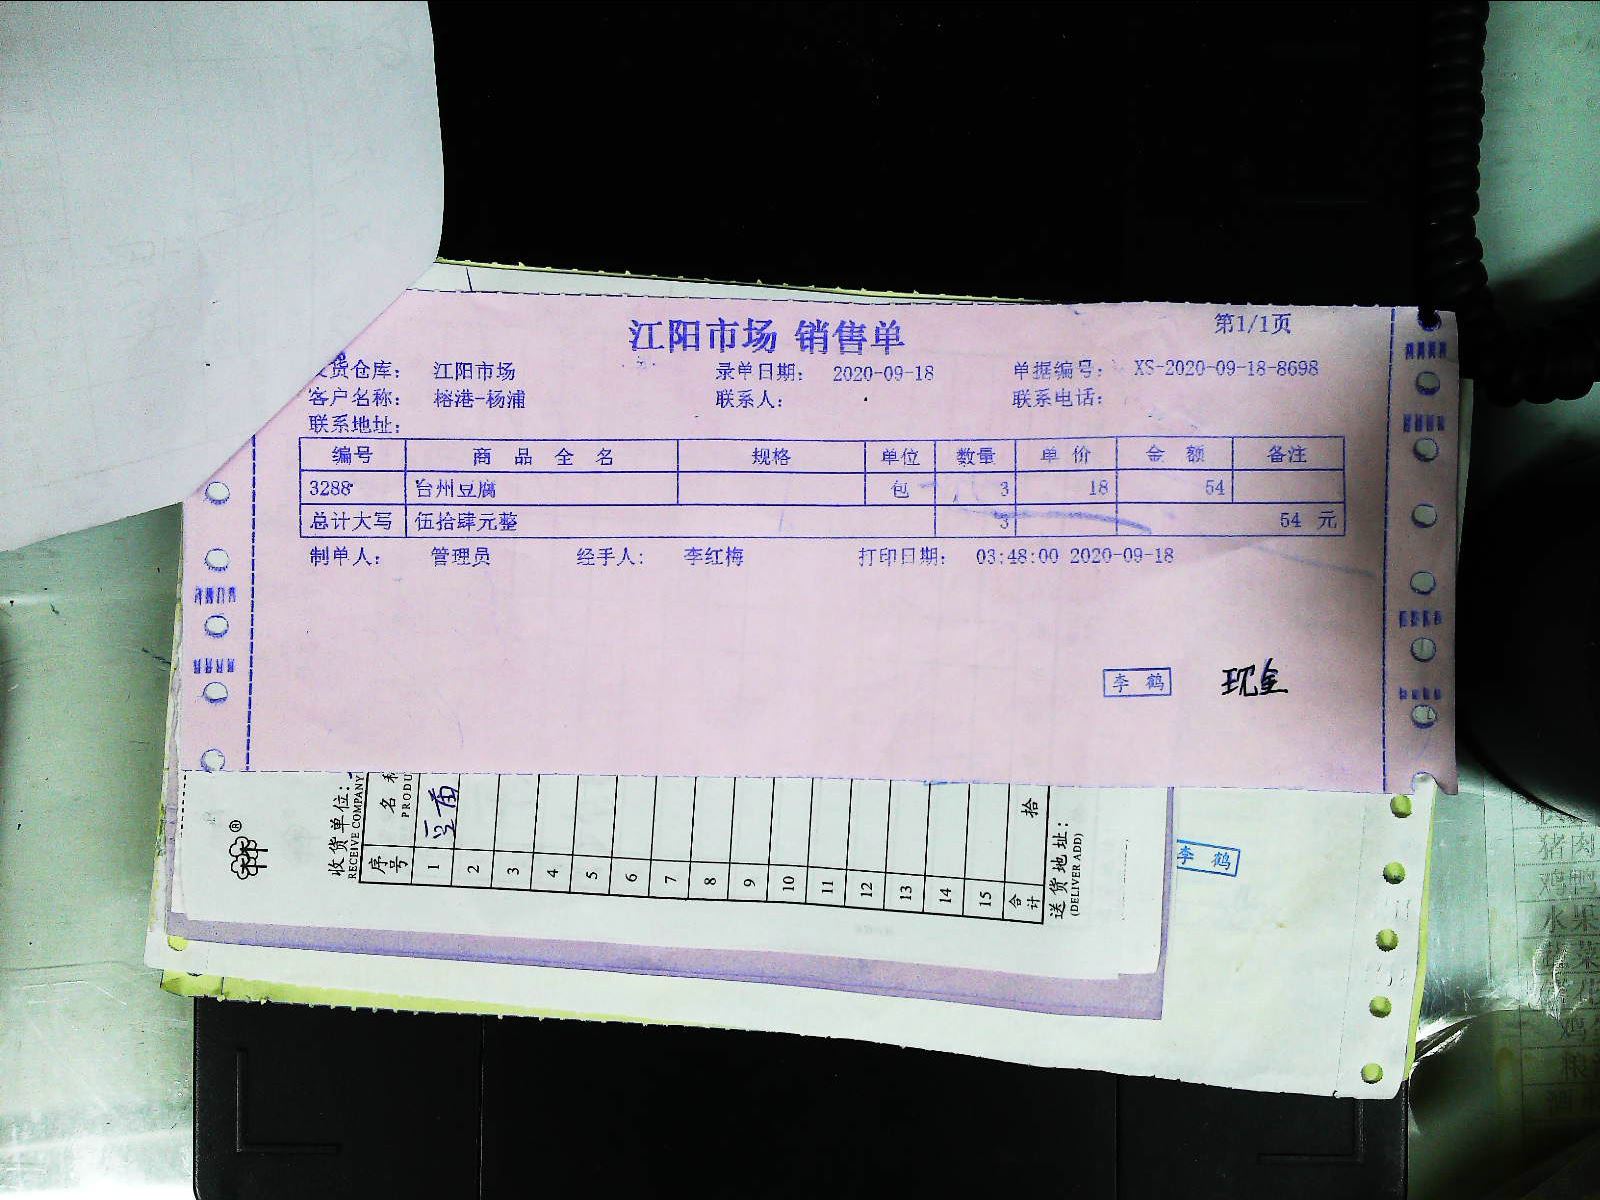 江阳市场 销售单
第1/1页
货仓库： 江阳市场 录单日期： 2020-09-18 单据编号： XS-2020-09-18-8698
客户名称： 榕港-杨浦 联系人： 联系电话：
联系地址：
编号 商品全名 规格 单位 数量 单价 金额 备注
3288 台州豆腐 包 3 18 54
总计大写 伍拾肆元整 3 54 元
制单人： 管理员 经手人： 李红梅 打印日期： 03:48:00 2020-09-18
李鹤 现金
收货单位：
RECEIVE COMPANY
序号 名
PRODU
1 豆
2
3
4
5
6
7
8
9
10
11
12
13
14
15
合计 拾
送货地址：
(DELIVER ADD)
李鹤
猪肉
鸡鸭
水果
蔬菜